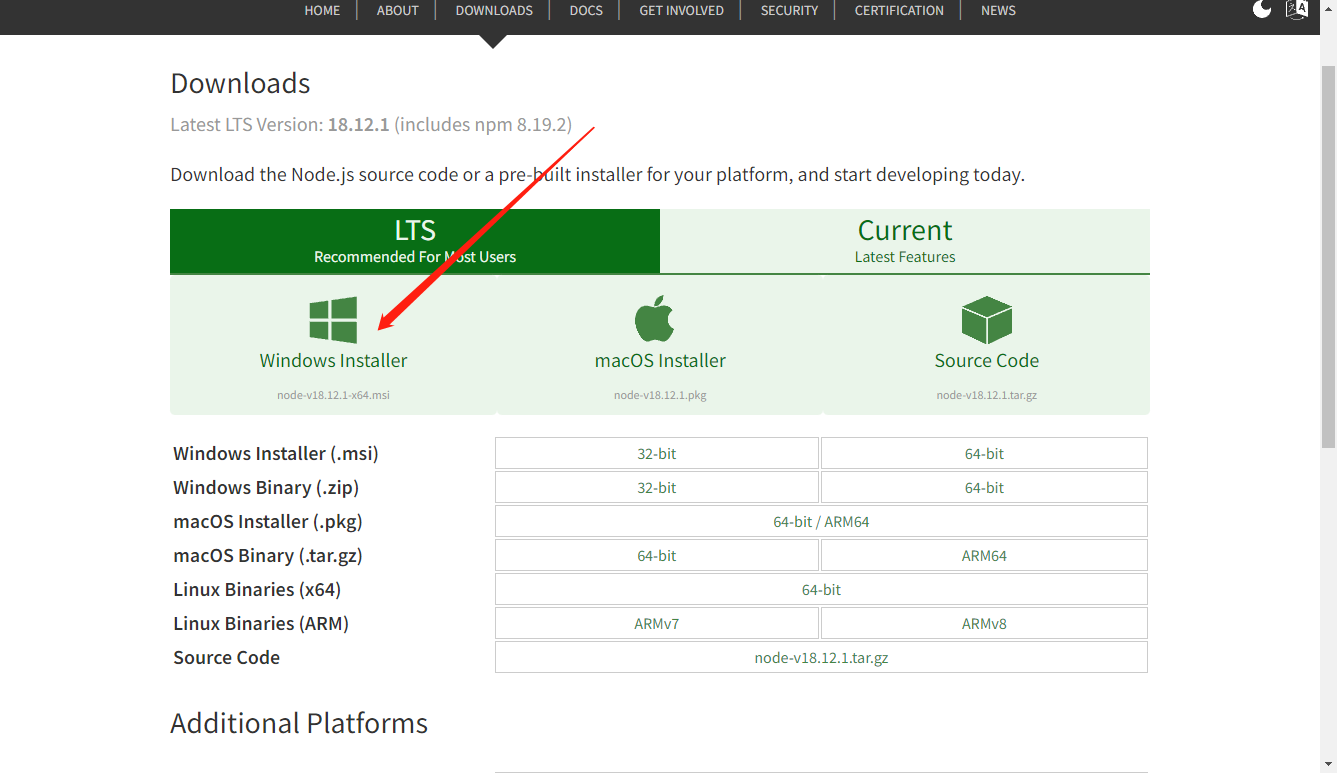 HOME ABOUT DOWNLOADS DOCS GET INVOLVED SECURITY CERTIFICATION NEWS
Downloads
Latest LTS Version: 18.12.1 (includes npm 8.19.2)
Download the Node.js source code or a pre-built installer for your platform, and start developing today.
LTS
Recommended For Most Users
Current
Latest Features
Windows Installer
node-v18.12.1-x64.msi
macOS Installer
node-v18.12.1.pkg
Source Code
node-v18.12.1.tar.gz
Windows Installer (.msi) 32-bit 64-bit
Windows Binary (.zip) 32-bit 64-bit
macOS Installer (.pkg) 64-bit / ARM64
macOS Binary (.tar.gz) 64-bit ARM64
Linux Binaries (x64) 64-bit
Linux Binaries (ARM) ARMv7 ARMv8
Source Code node-v18.12.1.tar.gz
Additional Platforms